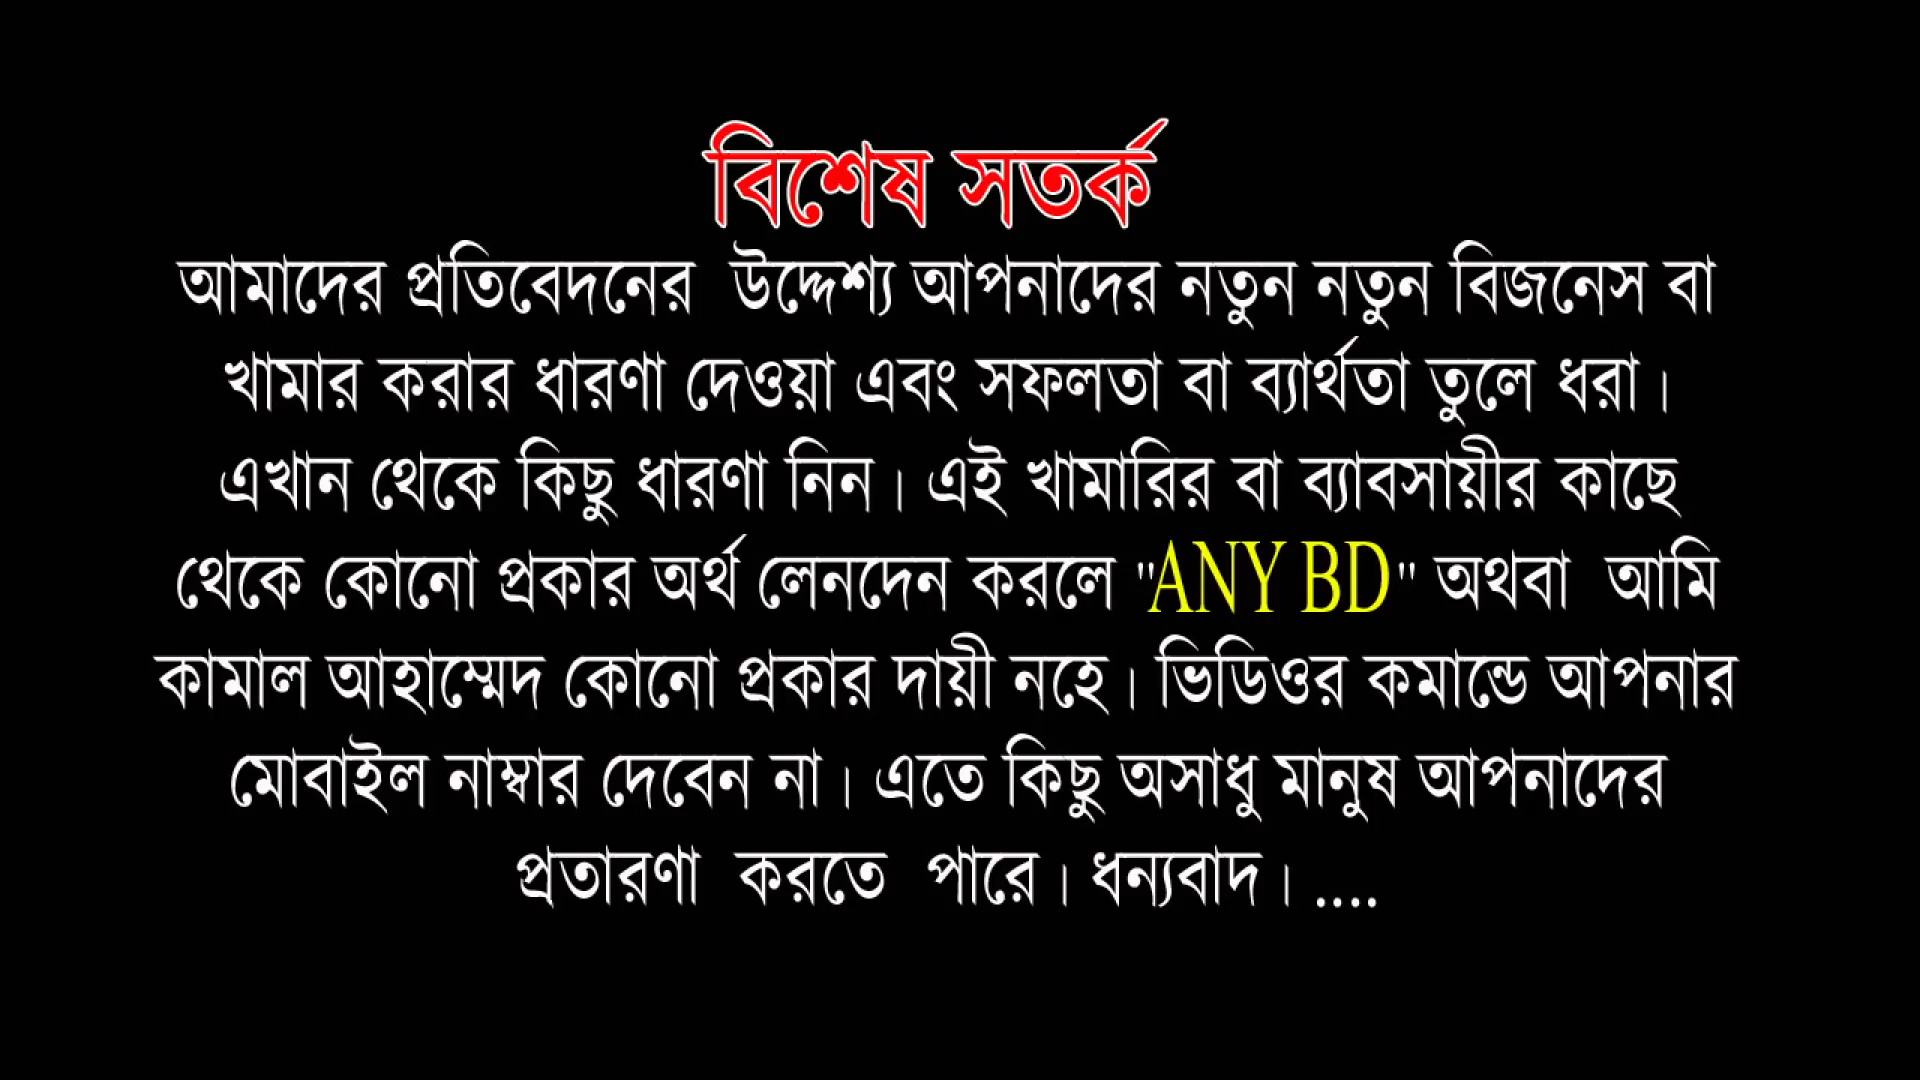 বিশেষ সতর্ক
আমাদের প্রতিবেদনের উদ্দেশ্য আপনাদের নতুন নতুন বিজনেস বা
খামার করার ধারণা দেওয়া এবং সফলতা বা ব্যার্থতা তুলে ধরা।
এখান থেকে কিছু ধারণা নিন। এই খামারির বা ব্যাবসায়ীর কাছে
থেকে কোনো প্রকার অর্থ লেনদেন করলে "ANY BD" অথবা আমি
কামাল আহাম্মেদ কোনো প্রকার দায়ী নহে। ভিডিওর কমান্ডে আপনার
মোবাইল নাম্বার দেবেন না। এতে কিছু অসাধু মানুষ আপনাদের
প্রতারণা করতে পারে। ধন্যবাদ। ....